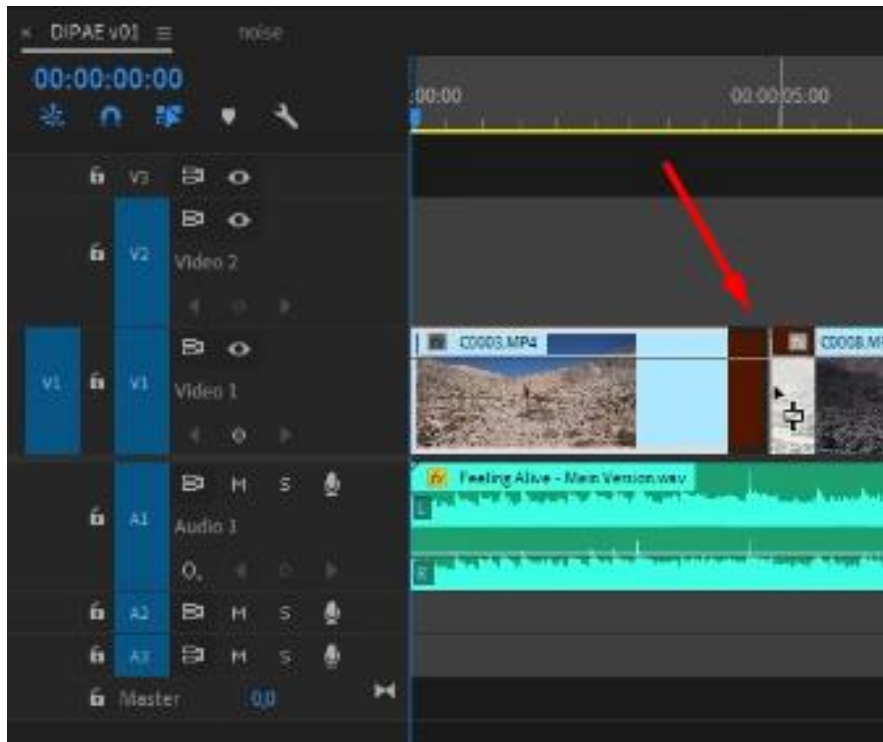 × DIPAE v01 ≡ noise
00:00:00:00
:00:00 00:00:05:00
V3
V2 Video 2
C0003.MP4
V1 V1 Video 1
fx Feeling Alive - Main Version.wav
L
M S
A1 Audio 1
R
A2 M S
A3 M S
Master 0,0